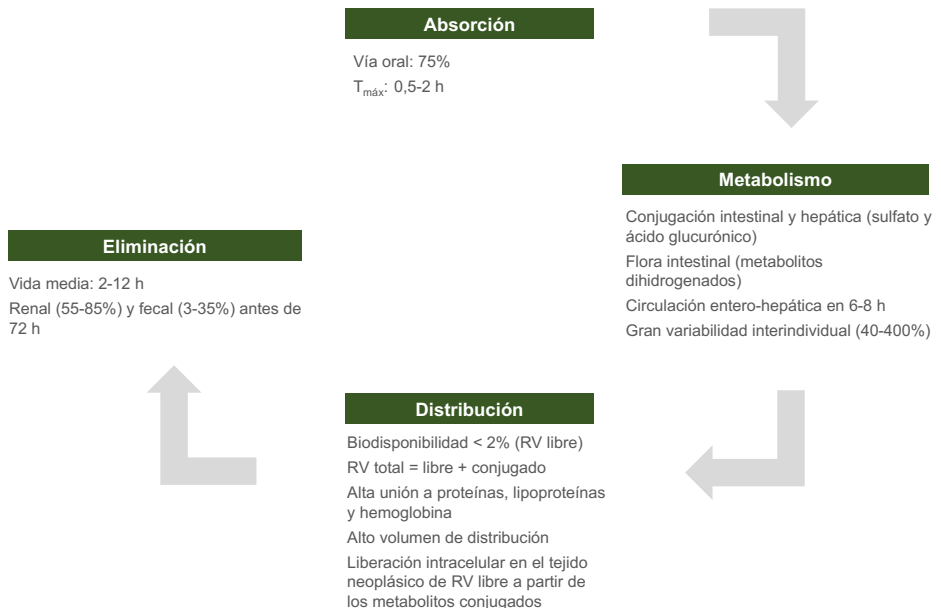 Absorción
Vía oral: 75%
Tmáx: 0,5-2 h
Metabolismo
Conjugación intestinal y hepática (sulfato y
ácido glucurónico)
Flora intestinal (metabolitos
dihidrogenados)
Circulación entero-hepática en 6-8 h
Gran variabilidad interindividual (40-400%)
Distribución
Biodisponibilidad < 2% (RV libre)
RV total = libre + conjugado
Alta unión a proteínas, lipoproteínas
y hemoglobina
Alto volumen de distribución
Liberación intracelular en el tejido
neoplásico de RV libre a partir de
los metabolitos conjugados
Eliminación
Vida media: 2-12 h
Renal (55-85%) y fecal (3-35%) antes de
72 h